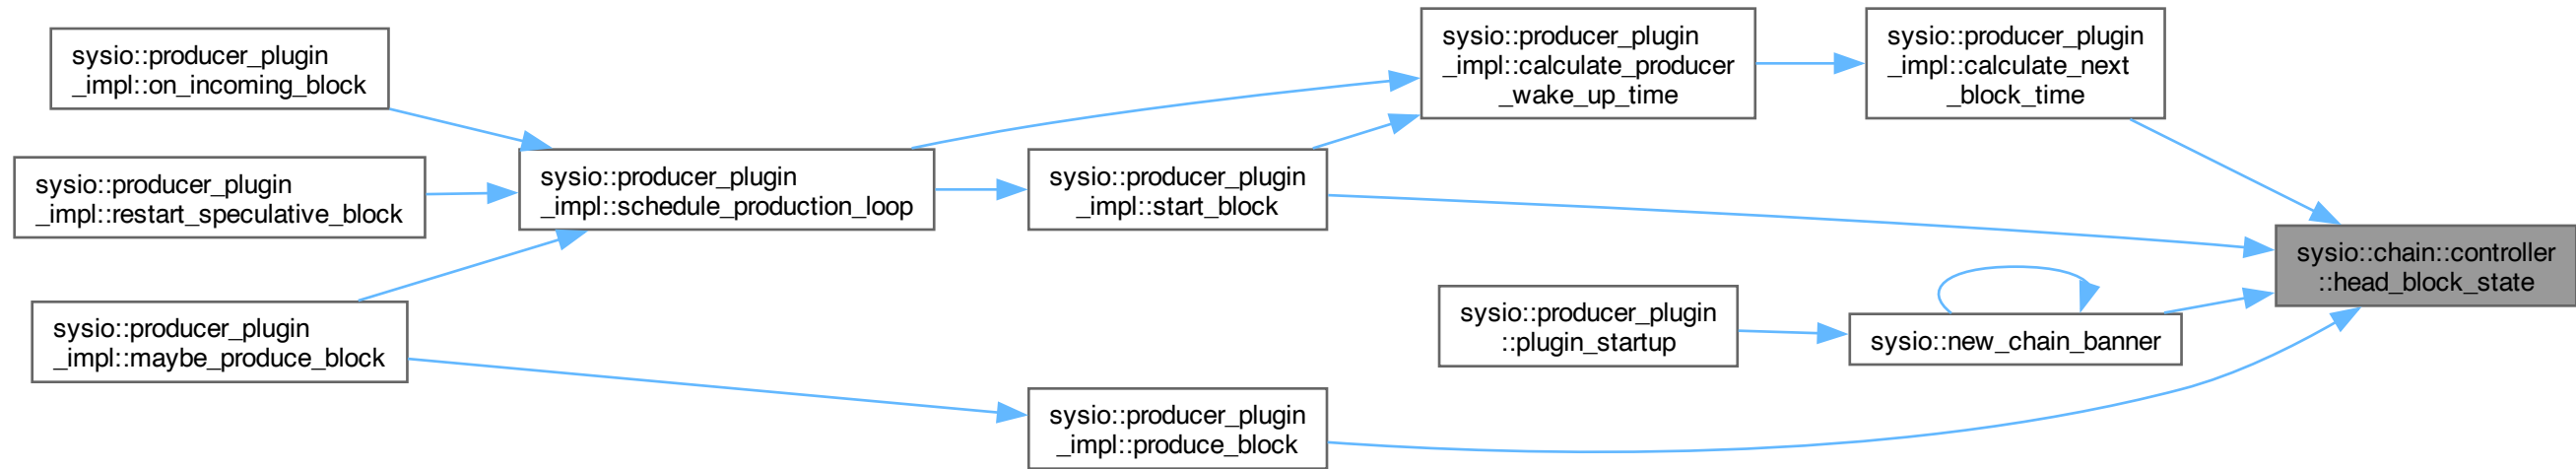 sysio::producer_plugin
_impl::on_incoming_block
sysio::producer_plugin
_impl::restart_speculative_block
sysio::producer_plugin
_impl::maybe_produce_block
sysio::producer_plugin
_impl::schedule_production_loop
sysio::producer_plugin
_impl::calculate_producer
_wake_up_time
sysio::producer_plugin
_impl::start_block
sysio::producer_plugin
::plugin_startup
sysio::producer_plugin
_impl::produce_block
sysio::producer_plugin
_impl::calculate_next
_block_time
sysio::new_chain_banner
sysio::chain::controller
::head_block_state